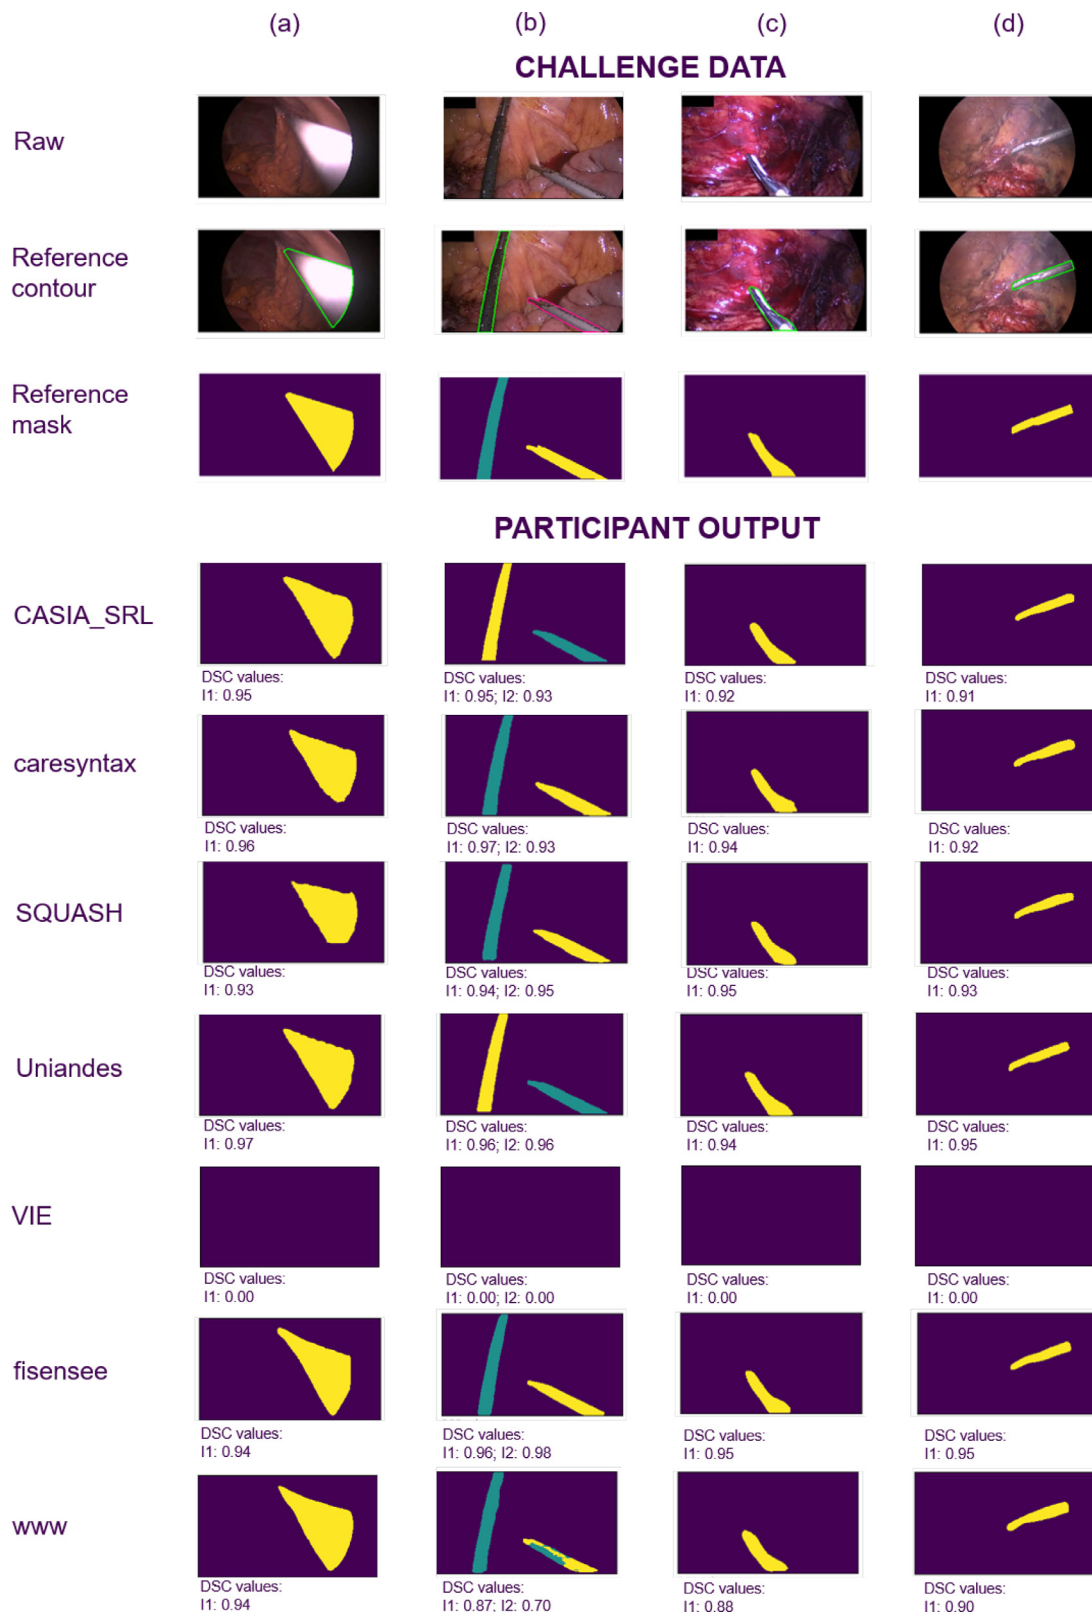 (a) (b) (c) (d)
CHALLENGE DATA
Raw
Reference
contour
Reference
mask
PARTICIPANT OUTPUT
CASIA_SRL
DSC values: DSC values: DSC values: DSC values:
I1: 0.95 I1: 0.95; I2: 0.93 I1: 0.92 I1: 0.91
caresyntax
DSC values: DSC values: DSC values: DSC values:
I1: 0.96 I1: 0.97; I2: 0.93 I1: 0.94 I1: 0.92
SQUASH
DSC values: DSC values: DSC values: DSC values:
I1: 0.93 I1: 0.94; I2: 0.95 I1: 0.95 I1: 0.93
Uniandes
DSC values: DSC values: DSC values: DSC values:
I1: 0.97 I1: 0.96; I2: 0.96 I1: 0.94 I1: 0.95
VIE
DSC values: DSC values: DSC values: DSC values:
I1: 0.00 I1: 0.00; I2: 0.00 I1: 0.00 I1: 0.00
fisensee
DSC values: DSC values: DSC values: DSC values:
I1: 0.94 I1: 0.96; I2: 0.98 I1: 0.95 I1: 0.95
www
DSC values: DSC values: DSC values: DSC values:
I1: 0.94 I1: 0.87; I2: 0.70 I1: 0.88 I1: 0.90